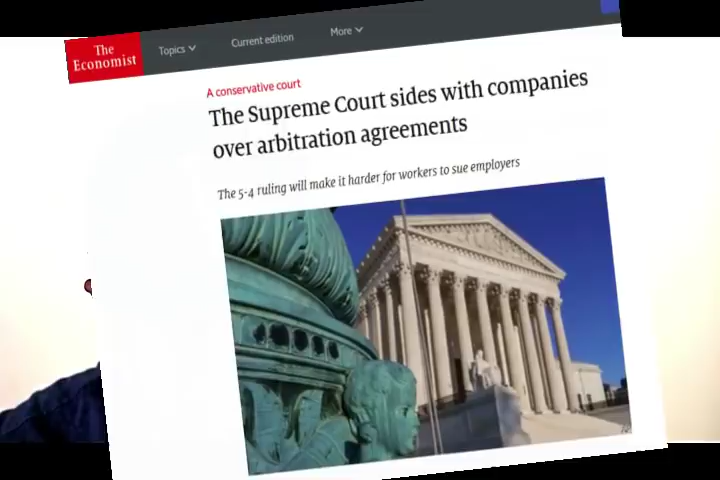 The
Economist
Topics
Current edition
More
A conservative court
The Supreme Court sides with companies
over arbitration agreements
The 5-4 ruling will make it harder for workers to sue employers